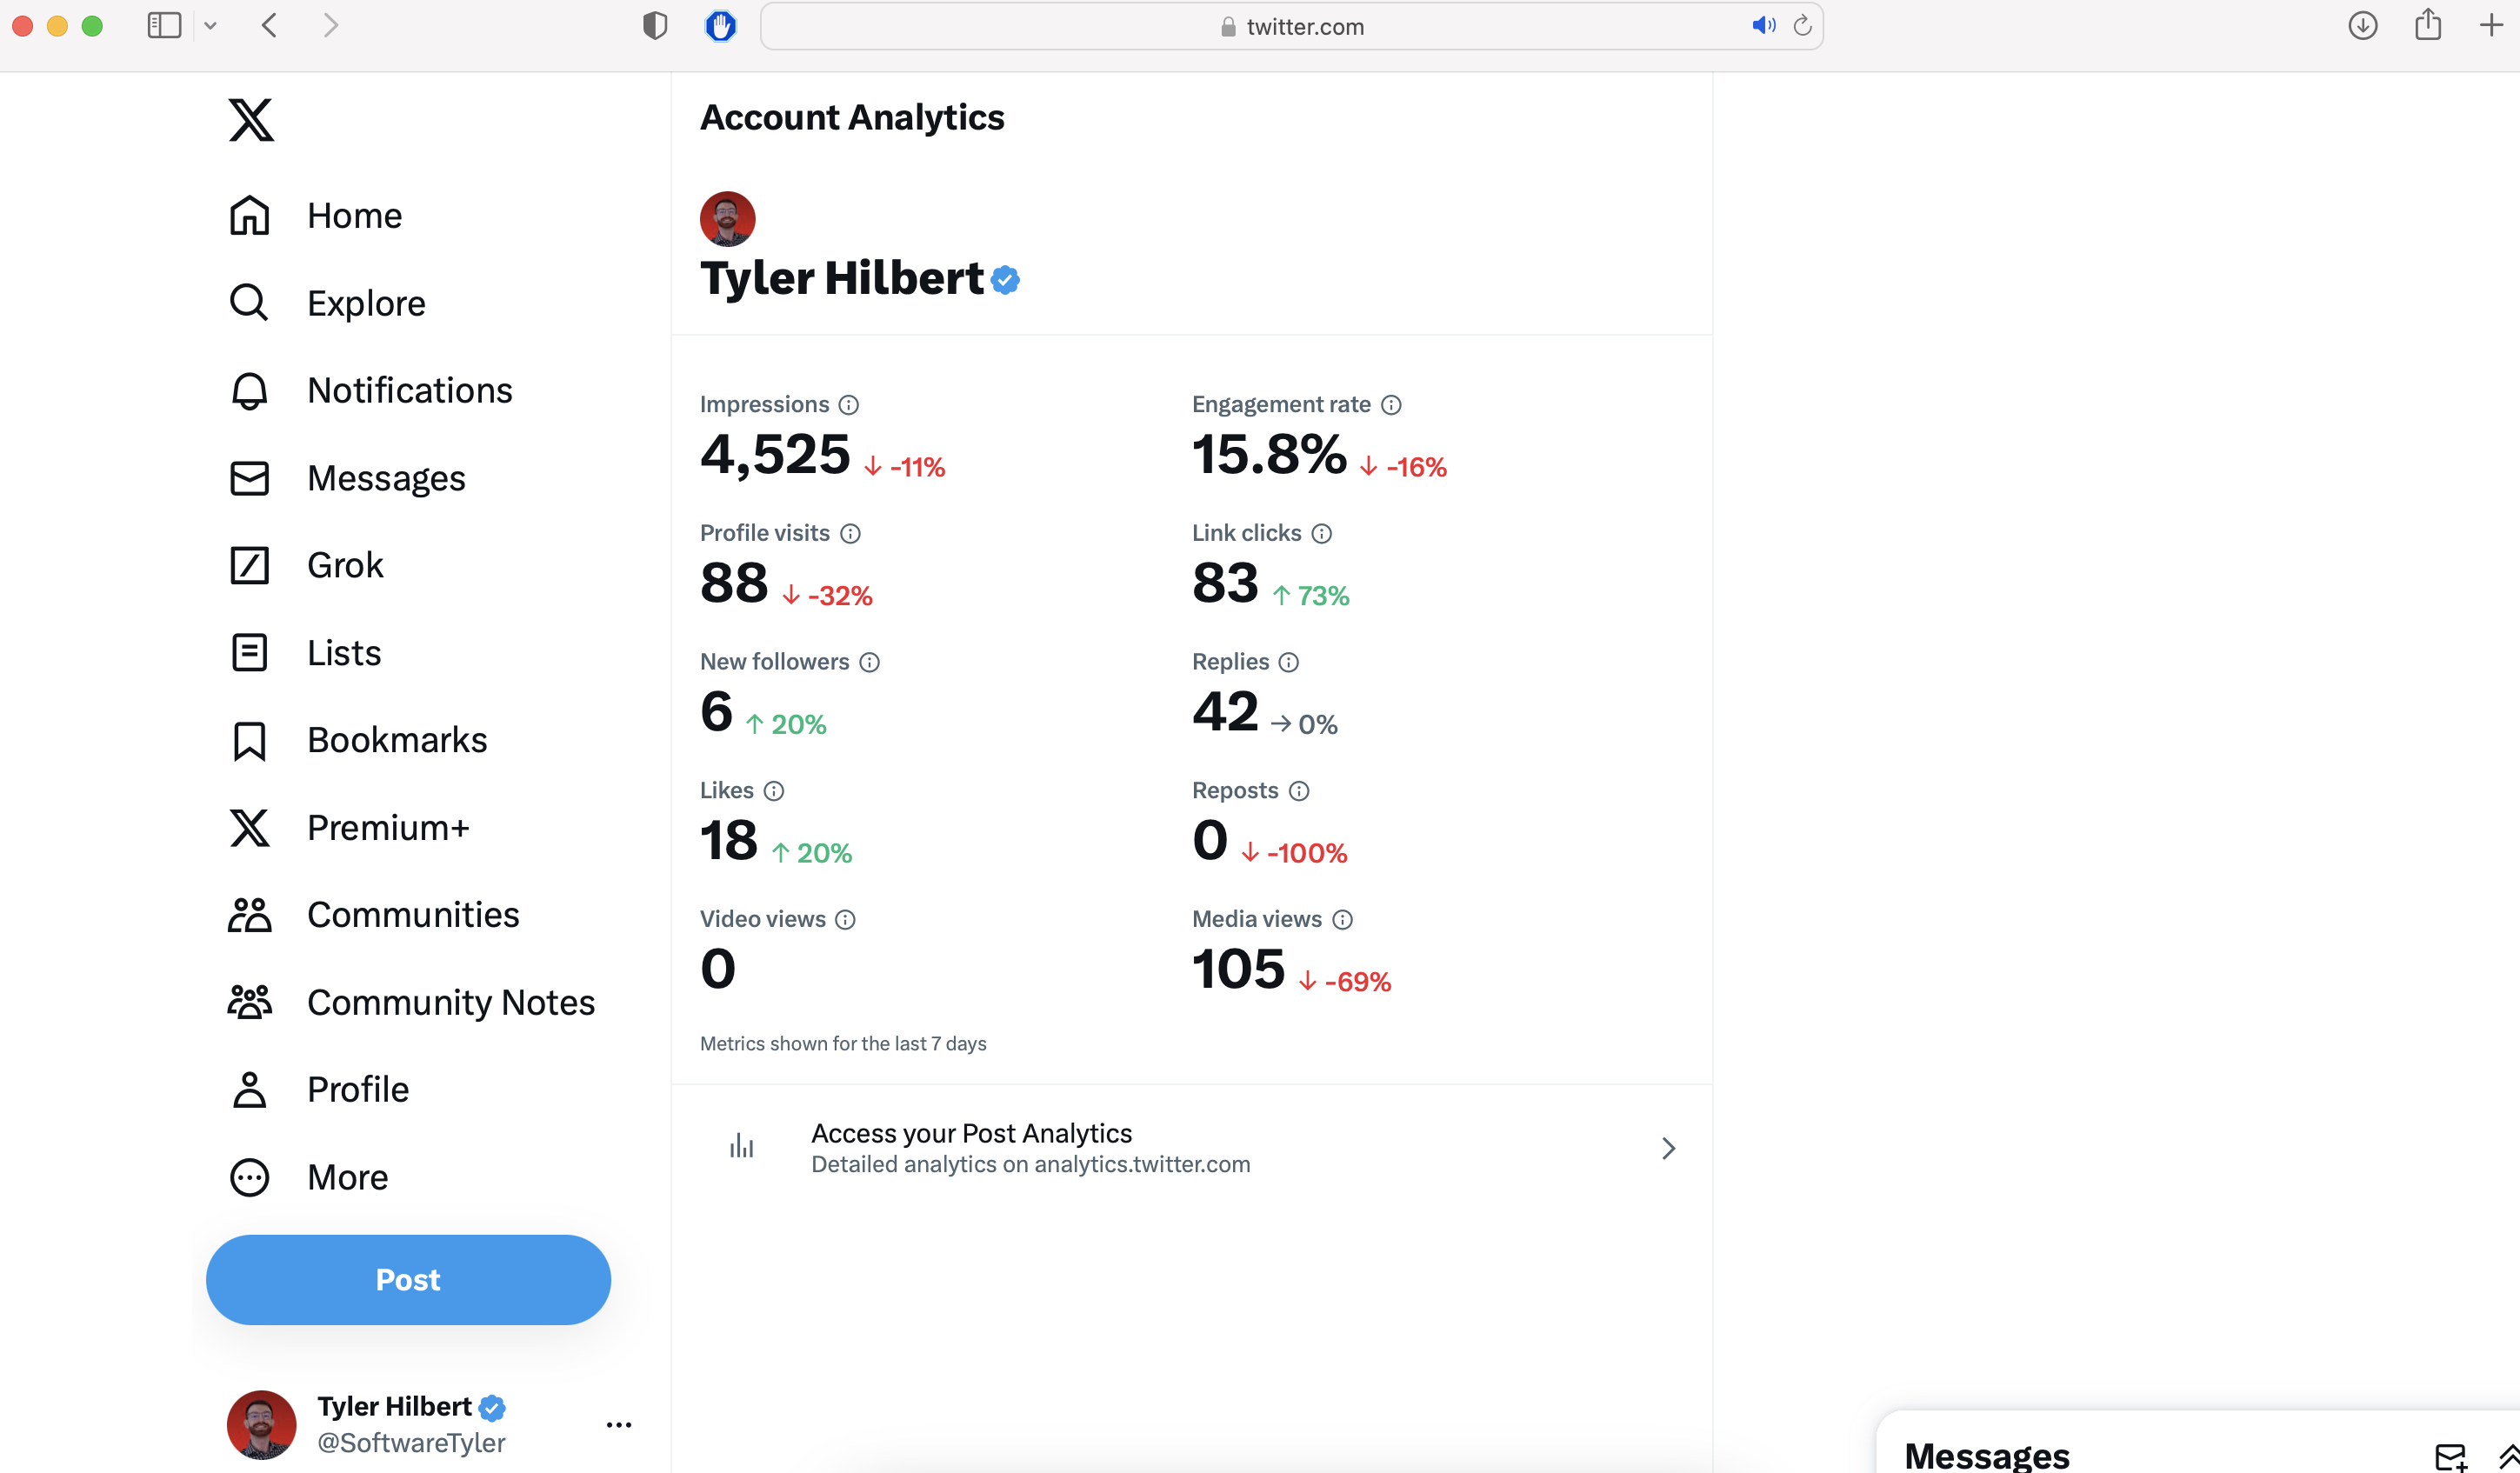 twitter.com
Account Analytics
Home
Explore
Notifications
Messages
Grok
Lists
Bookmarks
Premium+
Communities
Community Notes
Profile
More
Post
Tyler Hilbert
@SoftwareTyler
Tyler Hilbert
Impressions
4,525 ↓ -11%
Engagement rate
15.8% ↓ -16%
Profile visits
88 ↓ -32%
Link clicks
83 ↑ 73%
New followers
6 ↑ 20%
Replies
42 → 0%
Likes
18 ↑ 20%
Reposts
0 ↓ -100%
Video views
0
Media views
105 ↓ -69%
Metrics shown for the last 7 days
Access your Post Analytics
Detailed analytics on analytics.twitter.com
Messages